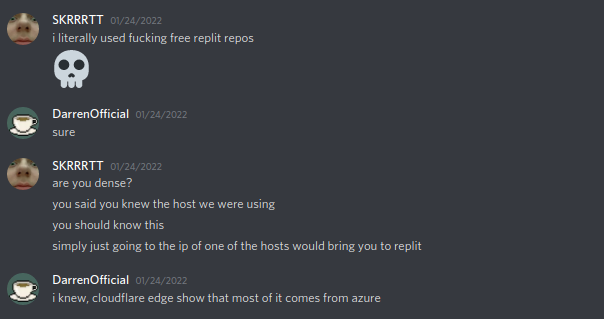 SKRRRTT 01/24/2022
i literally used fucking free replit repos
DarrenOfficial 01/24/2022
sure
SKRRRTT 01/24/2022
are you dense?
you said you knew the host we were using
you should know this
simply just going to the ip of one of the hosts would bring you to replit
DarrenOfficial 01/24/2022
i knew, cloudflare edge show that most of it comes from azure